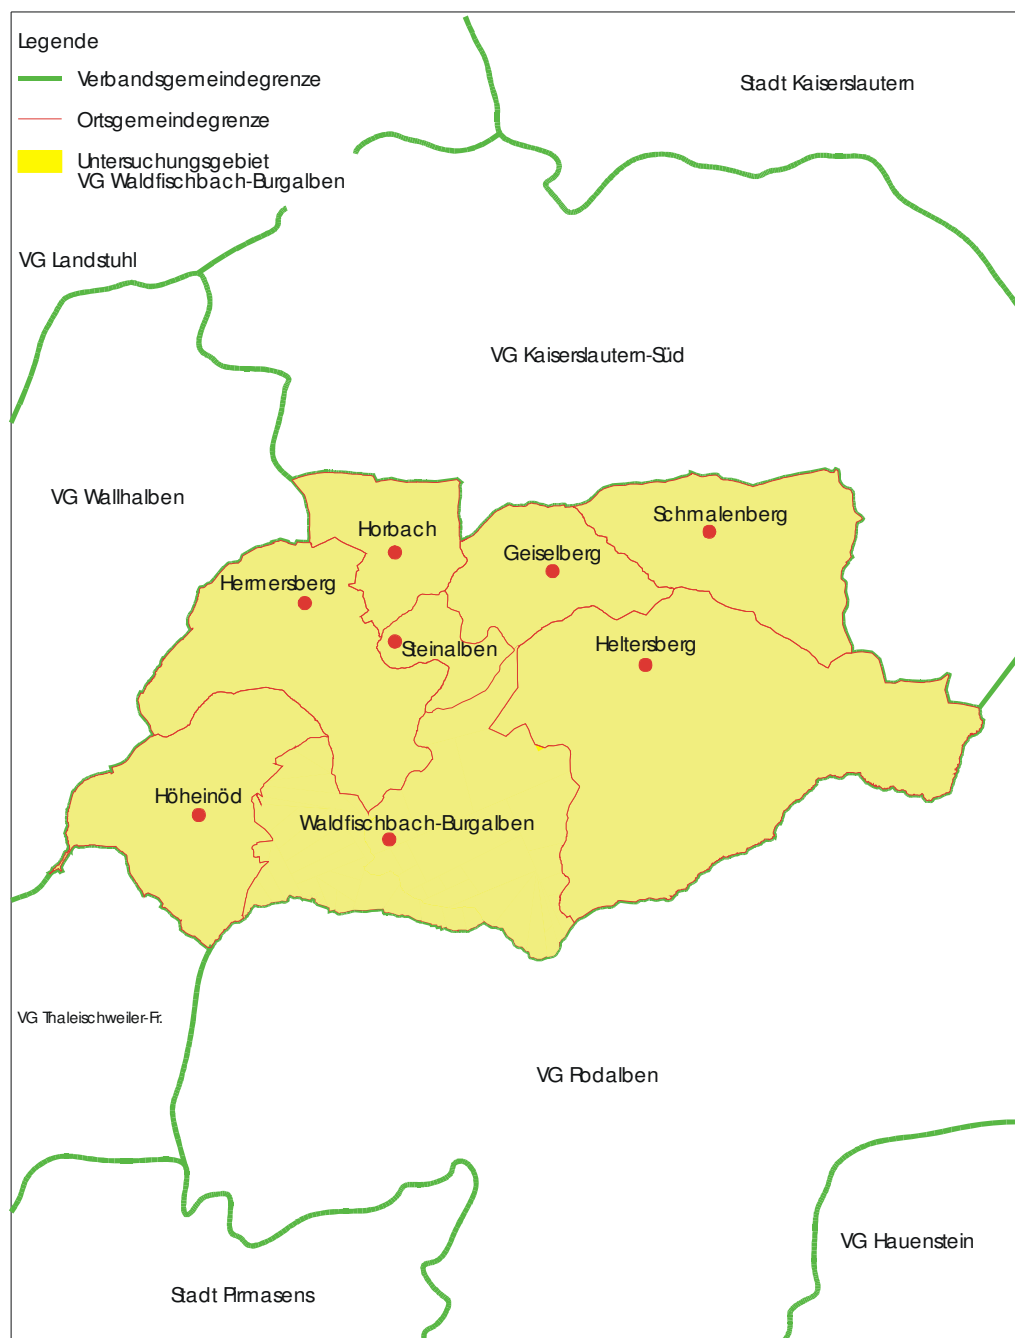 Legende
Verbandsgemeindegrenze
Ortsgemeindegrenze
Untersuchungsgebiet
VG Waldfischbach-Burgalben
Stadt Kaiserslautern
VG Landstuhl
VG Kaiserslautern-Süd
VG Wallhalben
Horbach
Schmalenberg
Geiselberg
Hermersberg
Steinalben
Heltersberg
Höheinöd
Waldfischbach-Burgalben
VG Thaleischweiler-Fr.
VG Rodalben
VG Hauenstein
Stadt Pirmasens